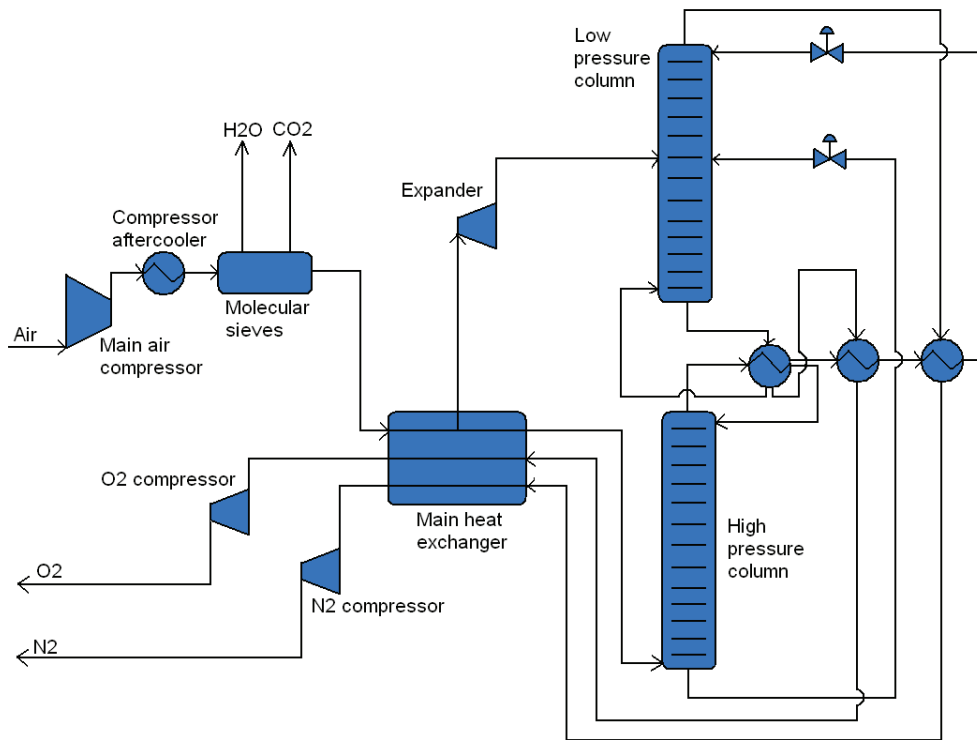 Low
pressure
column
H2O
CO2
Expander
Compressor
aftercooler
Molecular
sieves
Air
Main air
compressor
O2 compressor
Main heat
exchanger
High
pressure
column
O2
N2 compressor
N2